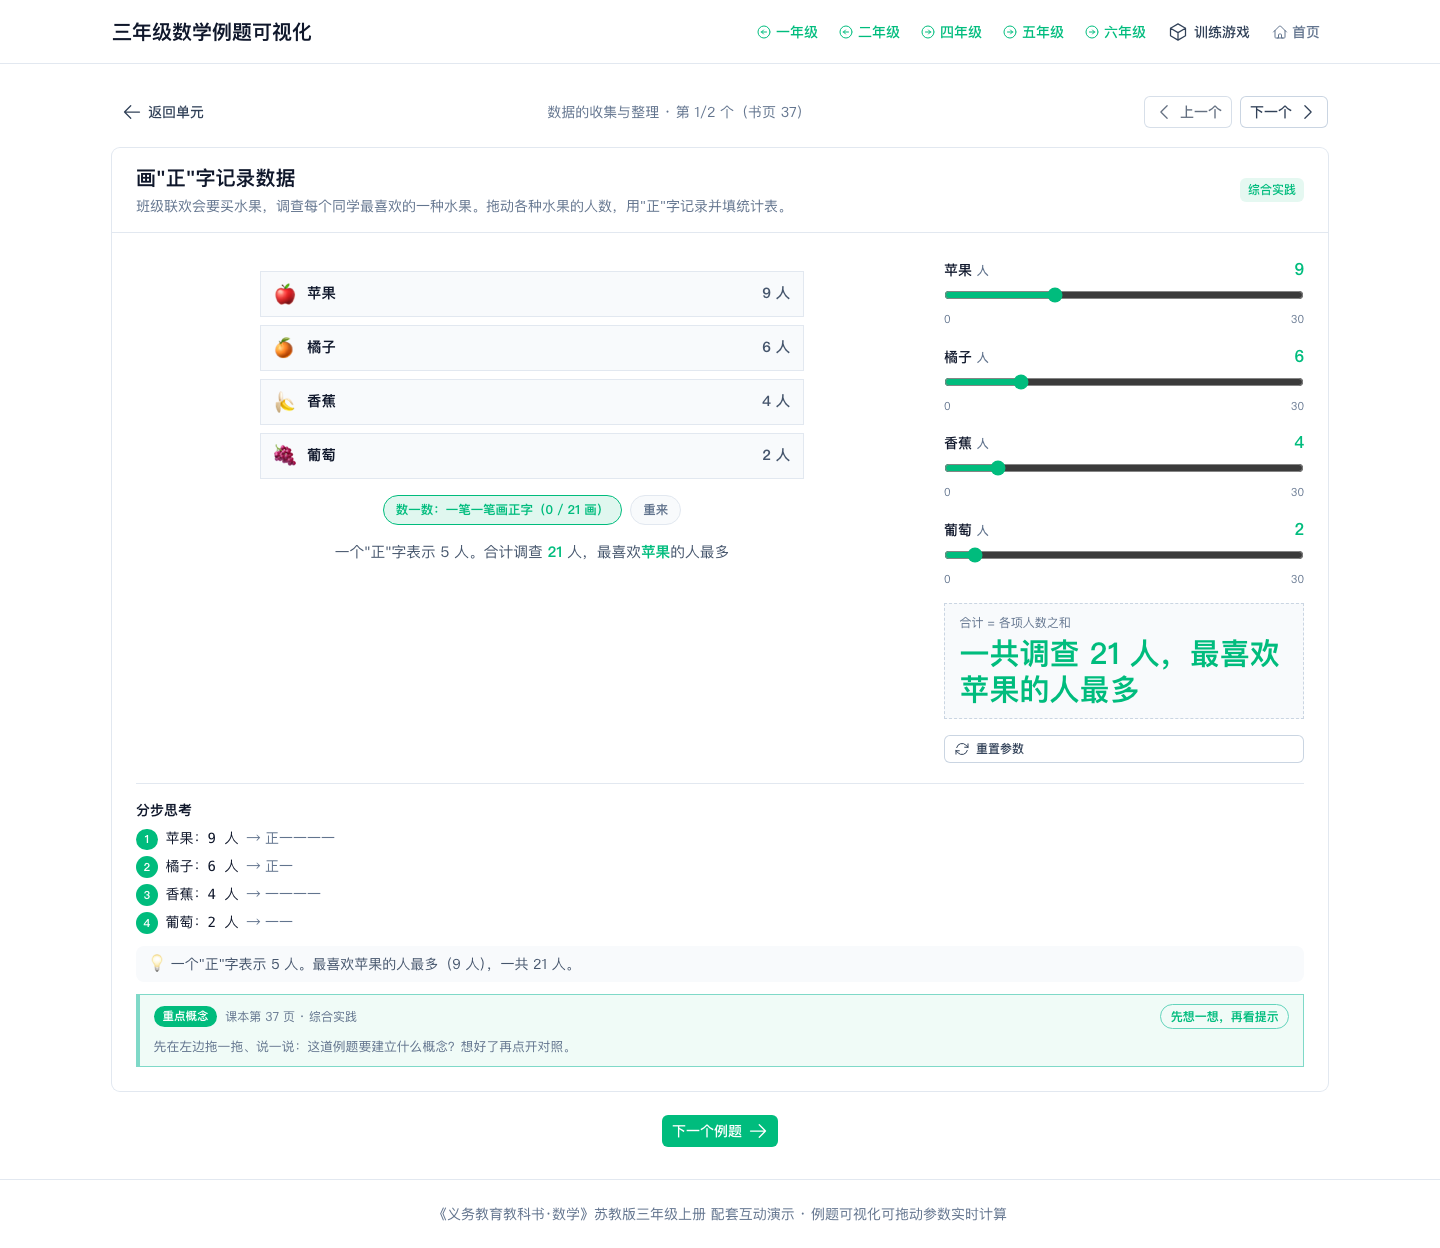 三年级数学例题可视化
一年级 二年级 四年级 五年级 六年级 训练游戏 首页
返回单元
数据的收集与整理 · 第 1/2 个（书页 37）
上一个 下一个
画"正"字记录数据
班级联欢会要买水果，调查每个同学最喜欢的一种水果。拖动各种水果的人数，用"正"字记录并填统计表。
综合实践
苹果 9 人
橘子 6 人
香蕉 4 人
葡萄 2 人
数一数：一笔一笔画正字（0 / 21 画） 重来
一个"正"字表示 5 人。合计调查 21 人，最喜欢苹果的人最多
苹果 人 9
0 30
橘子 人 6
0 30
香蕉 人 4
0 30
葡萄 人 2
0 30
合计 = 各项人数之和
一共调查 21 人，最喜欢
苹果的人最多
重置参数
分步思考
1 苹果：9 人 → 正一一一一
2 橘子：6 人 → 正一
3 香蕉：4 人 → 一一一一
4 葡萄：2 人 → 一一
一个"正"字表示 5 人。最喜欢苹果的人最多（9 人），一共 21 人。
重点概念 课本第 37 页 · 综合实践
先想一想，再看提示
先在左边拖一拖、说一说：这道例题要建立什么概念？想好了再点开对照。
下一个例题
《义务教育教科书·数学》苏教版三年级上册 配套互动演示 · 例题可视化可拖动参数实时计算